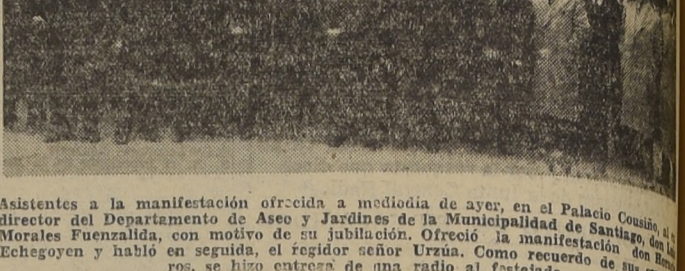 Asistentes a la manifestación ofrecida a mediodía de ayer, en el Palacio Cousiño, al
director del Departamento de Aseo y Jardines de la Municipalidad de Santiago, don
Morales Fuenzalida, con motivo de su jubilación. Ofreció la manifestación don
Echegoyen y habló en seguida, el regidor señor Urzúa. Como recuerdo de sus
se hizo entrega de una radio al